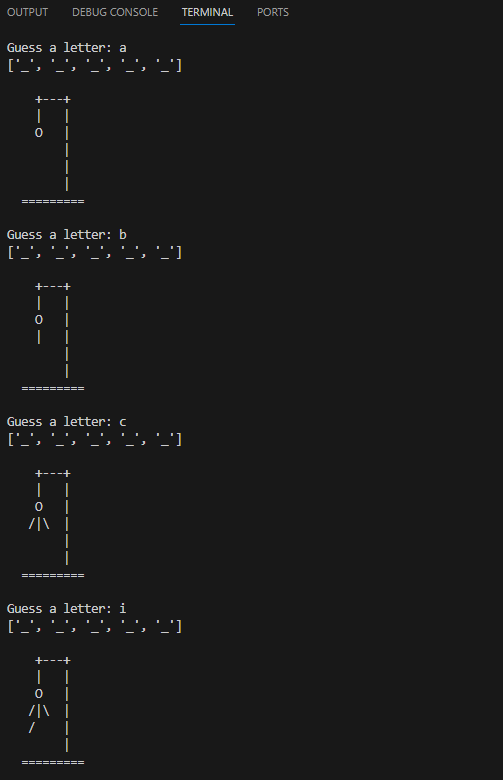 OUTPUT DEBUG CONSOLE TERMINAL PORTS
Guess a letter: a
['_', '_', '_', '_', '_']
    +---+
    |   |
    O   |
        |
        |
        |
  =========
Guess a letter: b
['_', '_', '_', '_', '_']
    +---+
    |   |
    O   |
    |   |
        |
        |
  =========
Guess a letter: c
['_', '_', '_', '_', '_']
    +---+
    |   |
    O   |
   /|\  |
        |
        |
  =========
Guess a letter: i
['_', '_', '_', '_', '_']
    +---+
    |   |
    O   |
   /|\  |
   /    |
        |
  =========